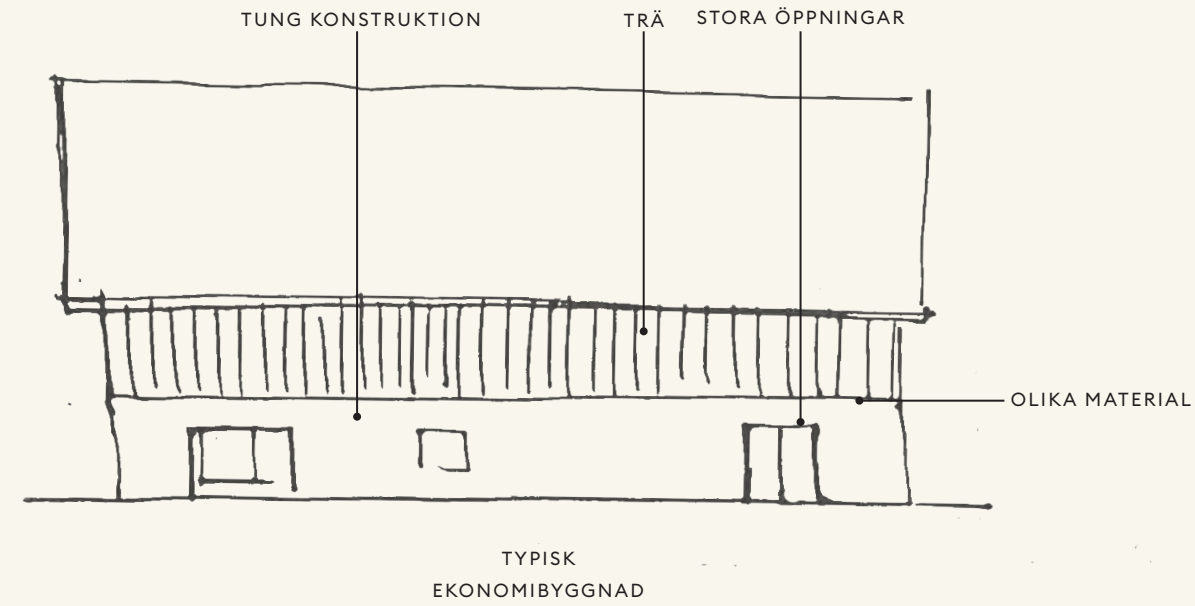 TUNG KONSTRUKTION
TRÄ
STORA ÖPPNINGAR
OLIKA MATERIAL
TYPISK
EKONOMIBYGGNAD